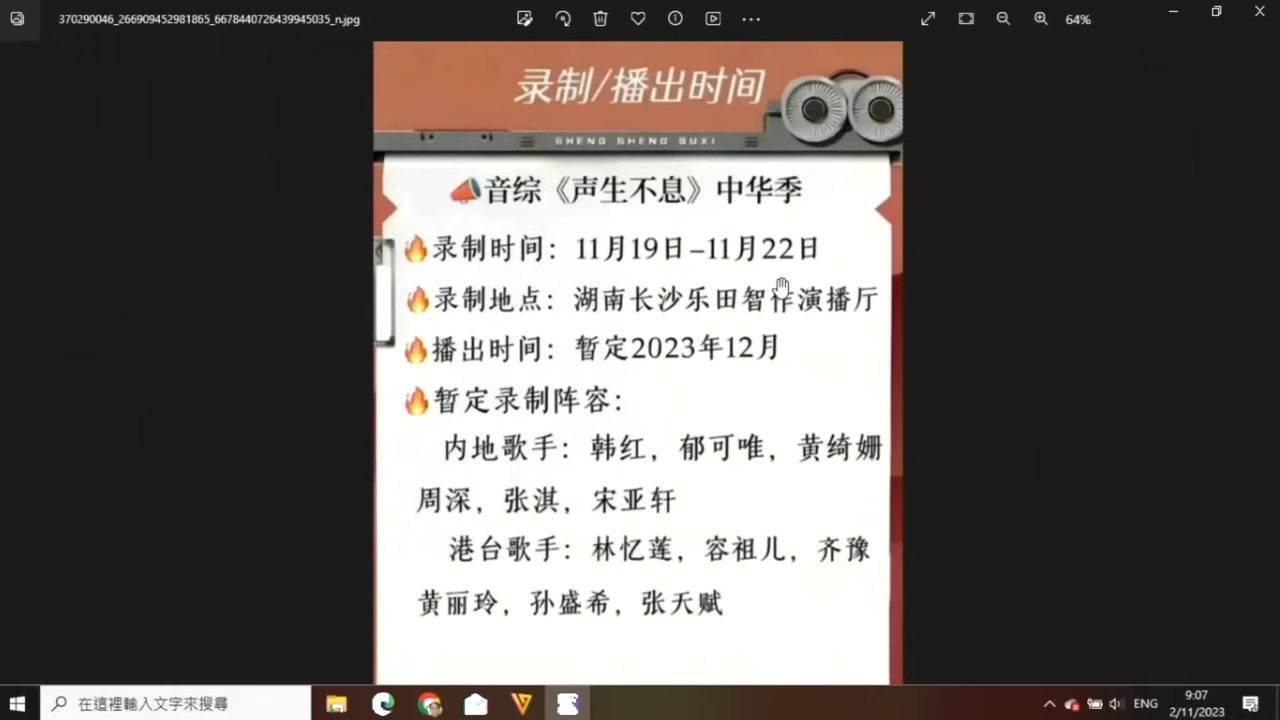 370290046_266909452981865_6678440726439945035_n.jpg
64%
录制/播出时间
SHENG SHENG BUXI
音综《声生不息》中华季
录制时间：11月19日-11月22日
录制地点：湖南长沙乐田智作演播厅
播出时间：暂定2023年12月
暂定录制阵容：
内地歌手：韩红，郁可唯，黄绮姗
周深，张淇，宋亚轩
港台歌手：林忆莲，容祖儿，齐豫
黄丽玲，孙盛希，张天赋
在這裡輸入文字來搜尋
ENG
9:07
2/11/2023